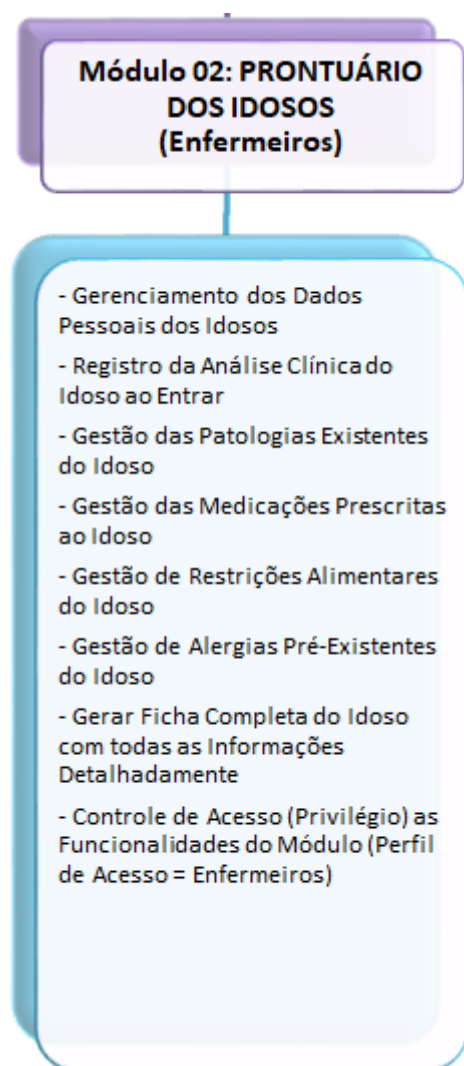 Módulo 02: PRONTUÁRIO
DOS IDOSOS
(Enfermeiros)
- Gerenciamento dos Dados
Pessoais dos Idosos
- Registro da Análise Clínica do
Idoso ao Entrar
- Gestão das Patologias Existentes
do Idoso
- Gestão das Medicações Prescritas
ao Idoso
- Gestão de Restrições Alimentares
do Idoso
- Gestão de Alergias Pré-Existentes
do Idoso
- Gerar Ficha Completa do Idoso
com todas as Informações
Detalhadamente
- Controle de Acesso (Privilégio) as
Funcionalidades do Módulo (Perfil
de Acesso = Enfermeiros)